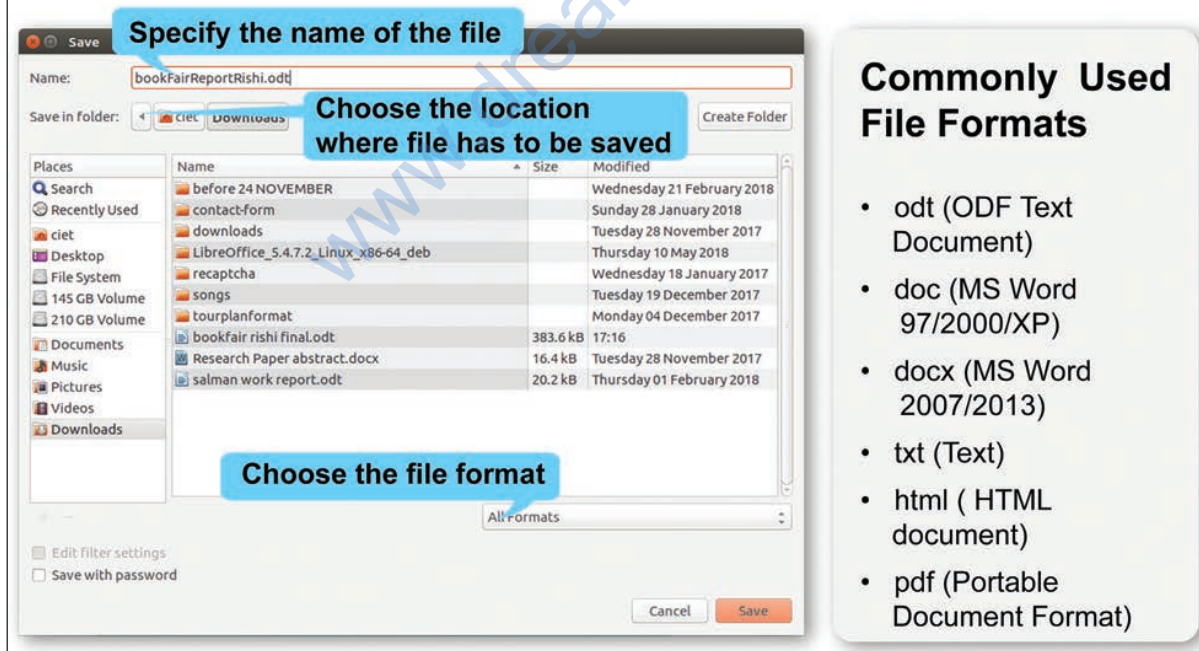 Specify the name of the file
Save
Name: bookFairReportRishi.odt
Save in folder: ciet Downloads Create Folder
Choose the location
where file has to be saved
Places Name Size Modified
Search before 24 NOVEMBER Wednesday 21 February 2018
Recently Used contact-form Sunday 28 January 2018
ciet downloads Tuesday 28 November 2017
Desktop LibreOffice_5.4.7.2_Linux_x86-64_deb Thursday 10 May 2018
File System recaptcha Wednesday 18 January 2017
145 GB Volume songs Tuesday 19 December 2017
210 GB Volume tourplanformat Monday 04 December 2017
Documents bookfair rishi final.odt 383.6 kB 17:16
Music Research Paper abstract.docx 16.4 kB Tuesday 28 November 2017
Pictures salman work report.odt 20.2 kB Thursday 01 February 2018
Videos
Downloads
Choose the file format
All Formats
Edit filter settings
Save with password
Cancel Save
Commonly Used
File Formats
• odt (ODF Text
Document)
• doc (MS Word
97/2000/XP)
• docx (MS Word
2007/2013)
• txt (Text)
• html ( HTML
document)
• pdf (Portable
Document Format)